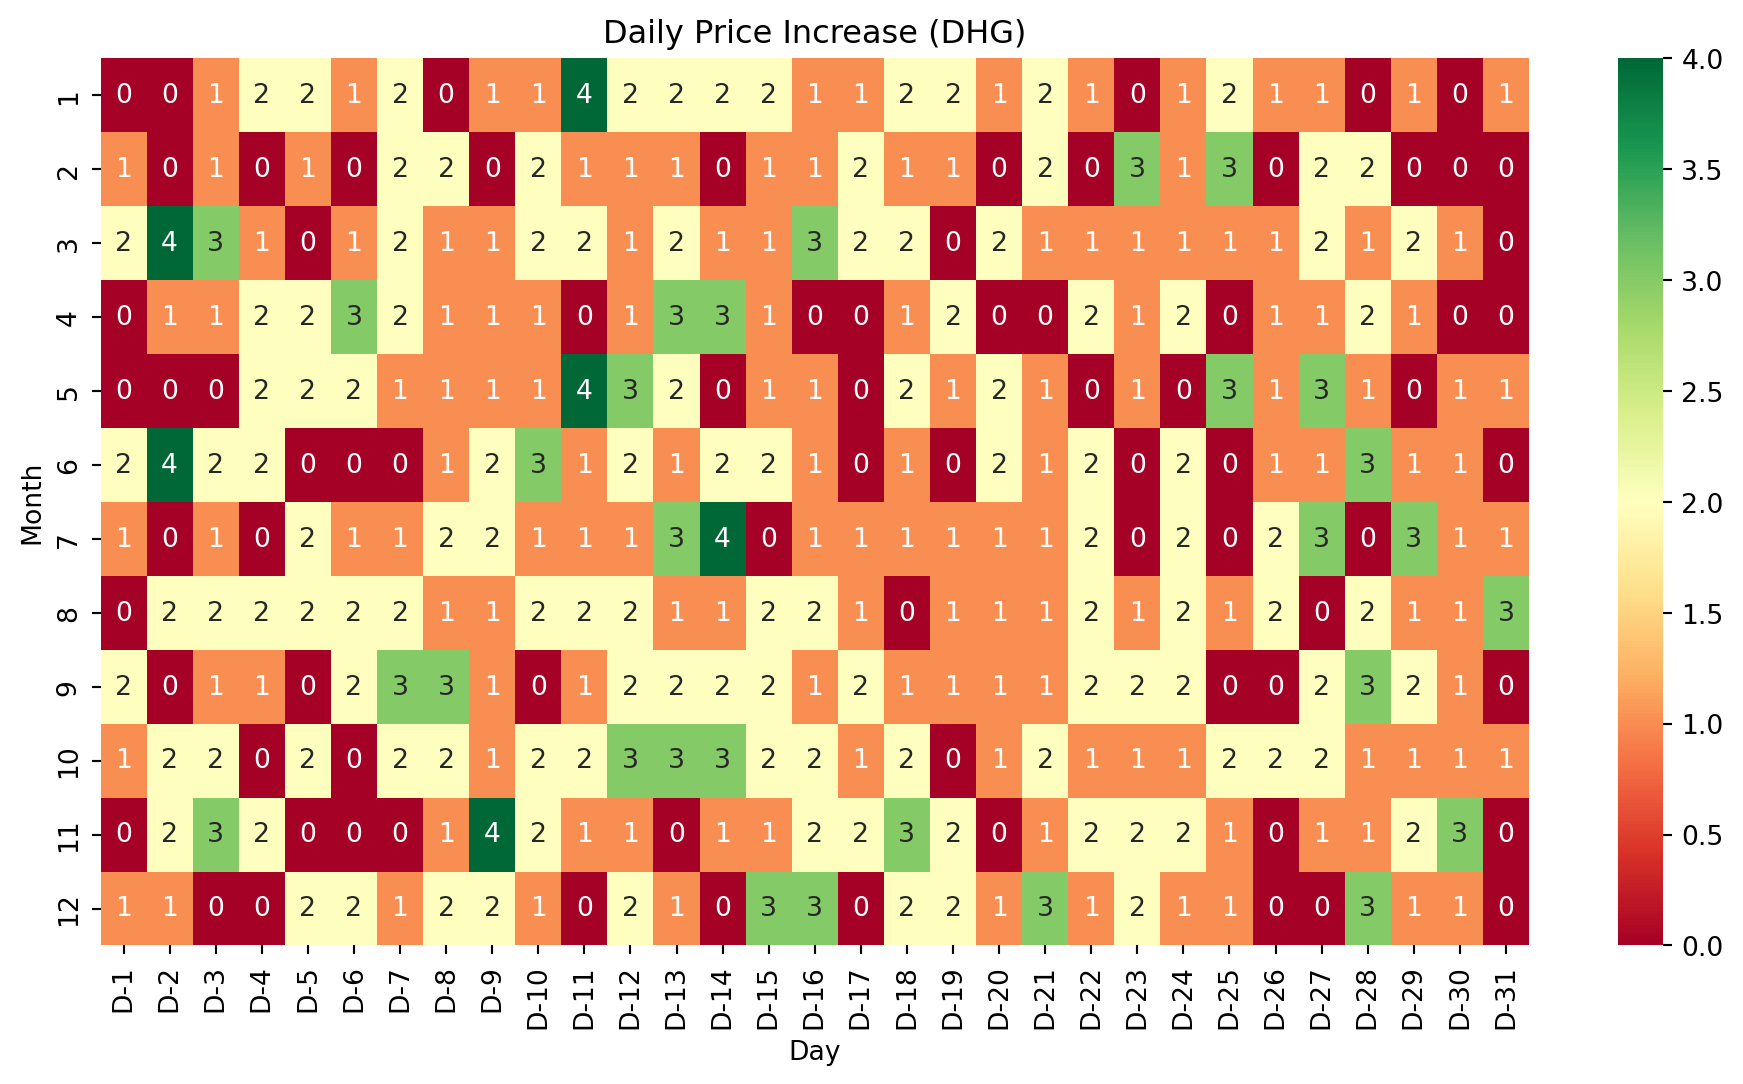 Daily Price Increase (DHG)
1 0 0 1 2 2 1 2 0 1 1 4 2 2 2 2 1 1 2 2 1 2 1 0 1 2 1 1 0 1 0 1
2 1 0 1 0 1 0 2 2 0 2 1 1 1 0 1 1 2 1 1 0 2 0 3 1 3 0 2 2 0 0 0
3 2 4 3 1 0 1 2 1 1 2 2 1 2 1 1 3 2 2 0 2 1 1 1 1 1 1 2 1 2 1 0
4 0 1 1 2 2 3 2 1 1 1 0 1 3 3 1 0 0 1 2 0 0 2 1 2 0 1 1 2 1 0 0
5 0 0 0 2 2 2 1 1 1 1 4 3 2 0 1 1 0 2 1 2 1 0 1 0 3 1 3 1 0 1 1
6 2 4 2 2 0 0 0 1 2 3 1 2 1 2 2 1 0 1 0 2 1 2 0 2 0 1 1 3 1 1 0
7 1 0 1 0 2 1 1 2 2 1 1 1 3 4 0 1 1 1 1 1 1 2 0 2 0 2 3 0 3 1 1
8 0 2 2 2 2 2 2 1 1 2 2 2 1 1 2 2 1 0 1 1 1 2 1 2 1 2 0 2 1 1 3
9 2 0 1 1 0 2 3 3 1 0 1 2 2 2 2 1 2 1 1 1 1 2 2 2 0 0 2 3 2 1 0
10 1 2 2 0 2 0 2 2 1 2 2 3 3 3 2 2 1 2 0 1 2 1 1 1 2 2 2 1 1 1 1
11 0 2 3 2 0 0 0 1 4 2 1 1 0 1 1 2 2 3 2 0 1 2 2 2 1 0 1 1 2 3 0
12 1 1 0 0 2 2 1 2 2 1 0 2 1 0 3 3 0 2 2 1 3 1 2 1 1 0 0 3 1 1 0
D-1 D-2 D-3 D-4 D-5 D-6 D-7 D-8 D-9 D-10 D-11 D-12 D-13 D-14 D-15 D-16 D-17 D-18 D-19 D-20 D-21 D-22 D-23 D-24 D-25 D-26 D-27 D-28 D-29 D-30 D-31
Day
Month
4.0
3.5
3.0
2.5
2.0
1.5
1.0
0.5
0.0